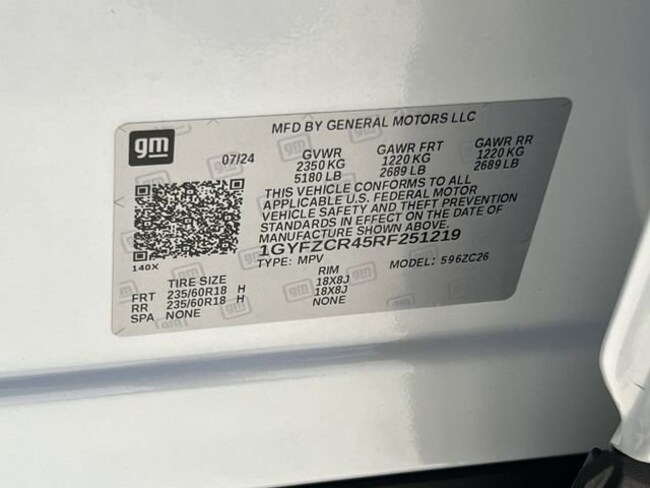 gm
MFD BY GENERAL MOTORS LLC
07/24 GVWR GAWR FRT GAWR RR
2350 KG 1220 KG 1220 KG
5180 LB 2689 LB 2689 LB
THIS VEHICLE CONFORMS TO ALL
APPLICABLE U.S. FEDERAL MOTOR
VEHICLE SAFETY AND THEFT PREVENTION
STANDARDS IN EFFECT ON THE DATE OF
MANUFACTURE SHOWN ABOVE.
1GYFZCR45RF251219
140X TYPE: MPV MODEL: 596ZC26
TIRE SIZE RIM
FRT 235/60R18 H 18X8J
RR 235/60R18 H 18X8J
SPA NONE NONE